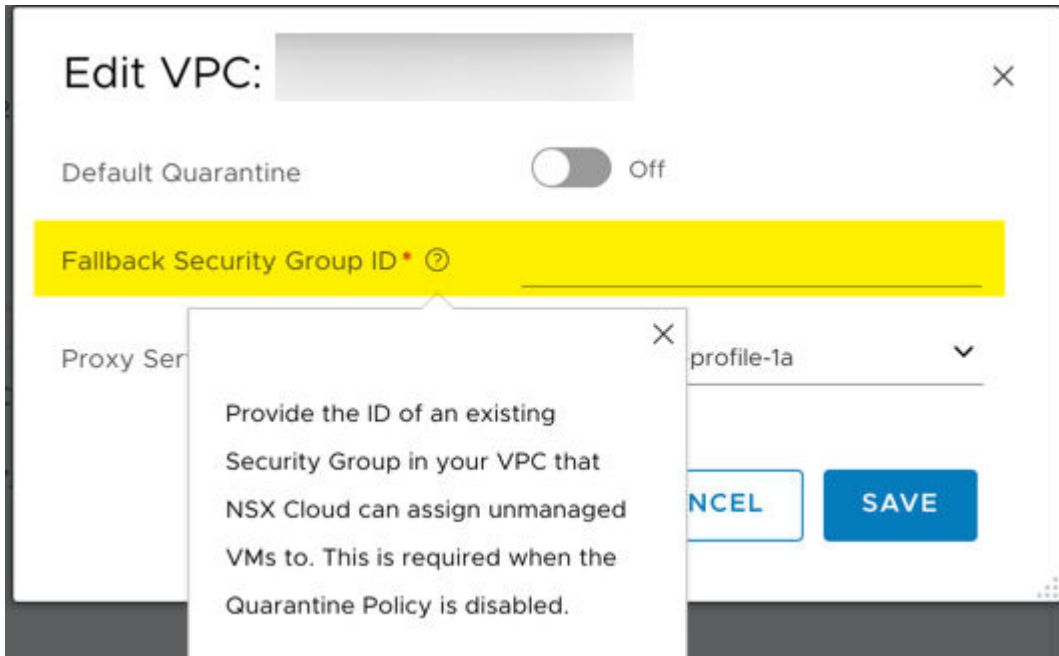 Edit VPC:
Default Quarantine
Off
Fallback Security Group ID*
Proxy Ser
profile-1a
Provide the ID of an existing
Security Group in your VPC that
NSX Cloud can assign unmanaged
VMs to. This is required when the
Quarantine Policy is disabled.
NCEL
SAVE